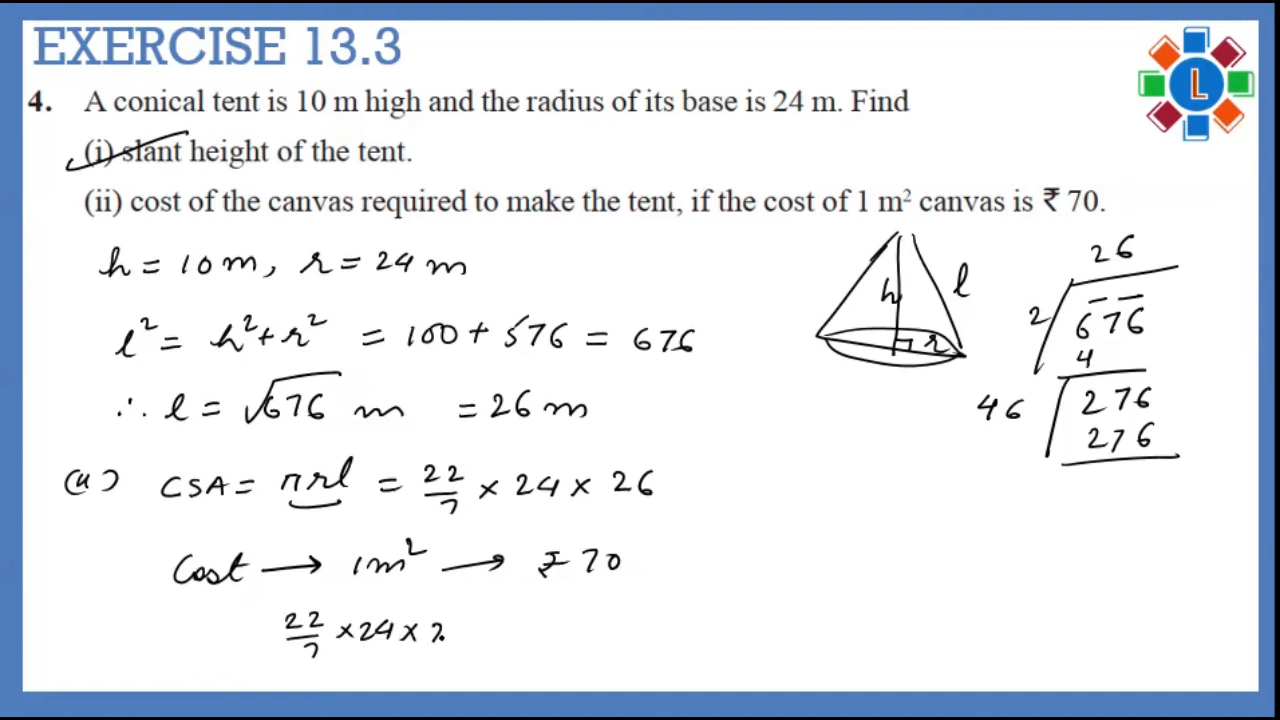 EXERCISE 13.3
L
4. A conical tent is 10 m high and the radius of its base is 24 m. Find
(i) slant height of the tent.
(ii) cost of the canvas required to make the tent, if the cost of 1 m² canvas is ₹ 70.
h = 10 m, r = 24 m
l² = h² + r² = 100 + 576 = 676
∴ l = √676 m = 26 m
(ii) CSA = πrl = 22/7 × 24 × 26
Cost → 1m² → ₹ 70
22/7 × 24 × 2
h l r
26
2 676
4
46 276
276